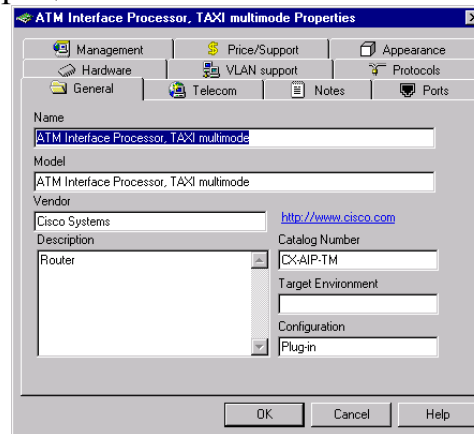 ATM Interface Processor, TAXI multimode Properties
Management Price/Support Appearance
Hardware VLAN support Protocols
General Telecom Notes Ports
Name
ATM Interface Processor, TAXI multimode
Model
ATM Interface Processor, TAXI multimode
Vendor
Cisco Systems http://www.cisco.com
Description Catalog Number
Router CX-AIP-TM
Target Environment
Configuration
Plug-in
OK Cancel Help